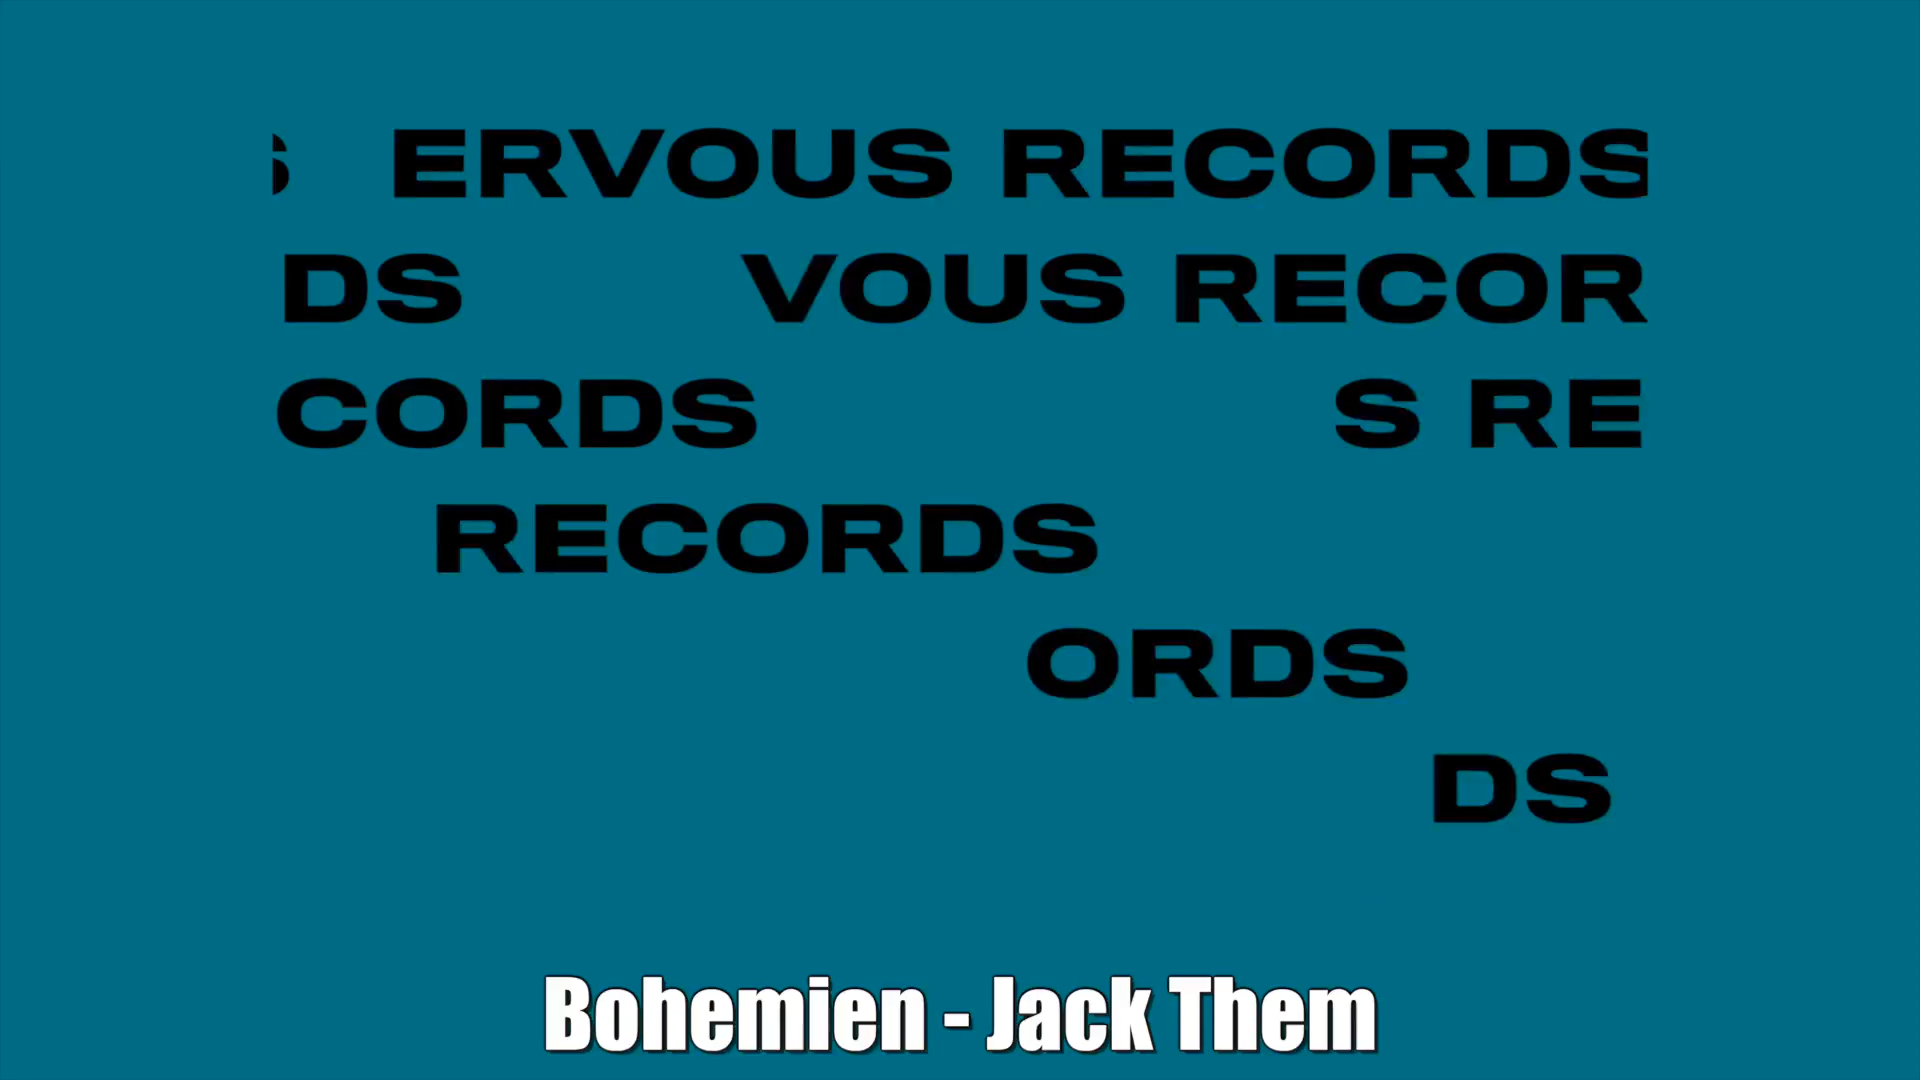 S ERVOUS RECORDS
DS VOUS RECOR
CORDS S RE
RECORDS
ORDS
DS
Bohemien - Jack Them